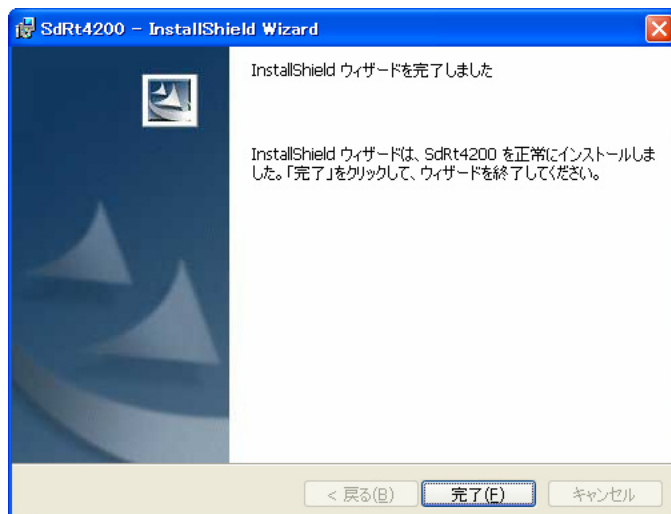 SdRt4200 - InstallShield Wizard
InstallShield ウィザードを完了しました
InstallShield ウィザードは、SdRt4200 を正常にインストールしま
した。「完了」をクリックして、ウィザードを終了してください。
< 戻る(B) 完了(F) キャンセル